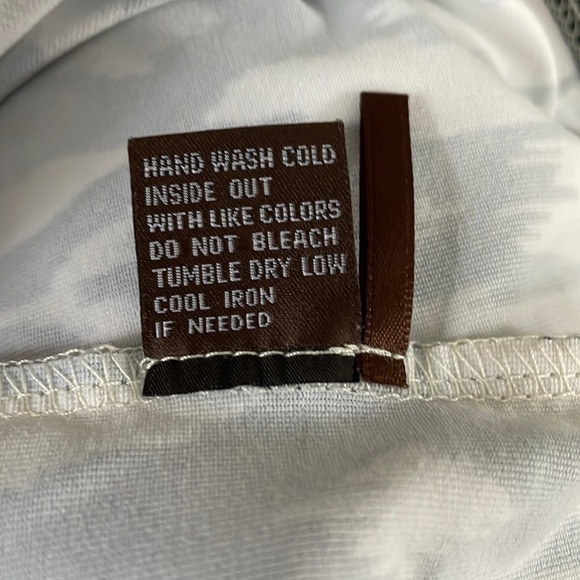 HAND WASH COLD
INSIDE OUT
WITH LIKE COLORS
DO NOT BLEACH
TUMBLE DRY LOW
COOL IRON
IF NEEDED